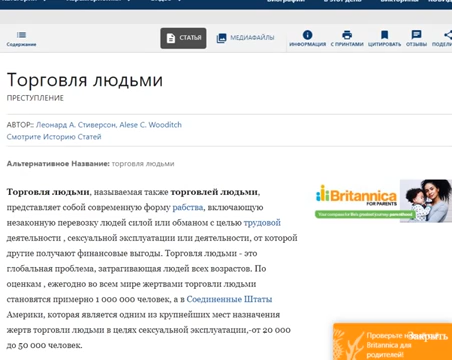 Содержание
СТАТЬЯ
МЕДИАФАЙЛЫ
ИНФОРМАЦИЯ
С ПРИНТАМИ
ЦИТИРОВАТЬ
ОТЗЫВЫ
Торговля людьми
ПРЕСТУПЛЕНИЕ
АВТОР:: Леонард А. Стиверсон, Alese C. Wooditch
Смотрите Историю Статей
Альтернативное Название: торговля людьми
Торговля людьми, называемая также торговлей людьми,
представляет собой современную форму рабства, включающую
незаконную перевозку людей силой или обманом с целью трудовой
деятельности , сексуальной эксплуатации или деятельности, от которой
другие получают финансовые выгоды. Торговля людьми - это
глобальная проблема, затрагивающая людей всех возрастов. По
оценкам , ежегодно во всем мире жертвами торговли людьми
становятся примерно 1 000 000 человек, а в Соединенные Штаты
Америки, которая является одним из крупнейших мест назначения
жертв торговли людьми в целях сексуальной эксплуатации,-от 20 000
до 50 000 человек.
Britannica
FOR PARENTS
Закрыть
Britannica для
родителей!